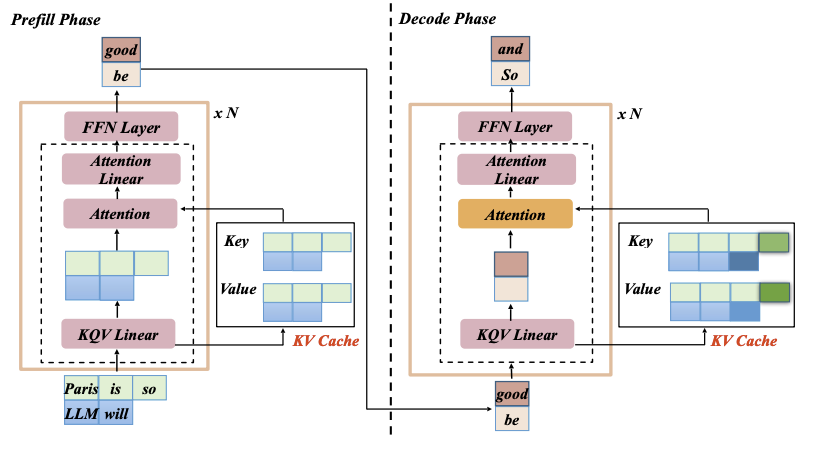 Prefill Phase
good
be
x N
FFN Layer
Attention
Linear
Attention
Key
Value
KQV Linear
KV Cache
Paris is so
LLM will
Decode Phase
and
So
x N
FFN Layer
Attention
Linear
Attention
Key
Value
KQV Linear
KV Cache
good
be